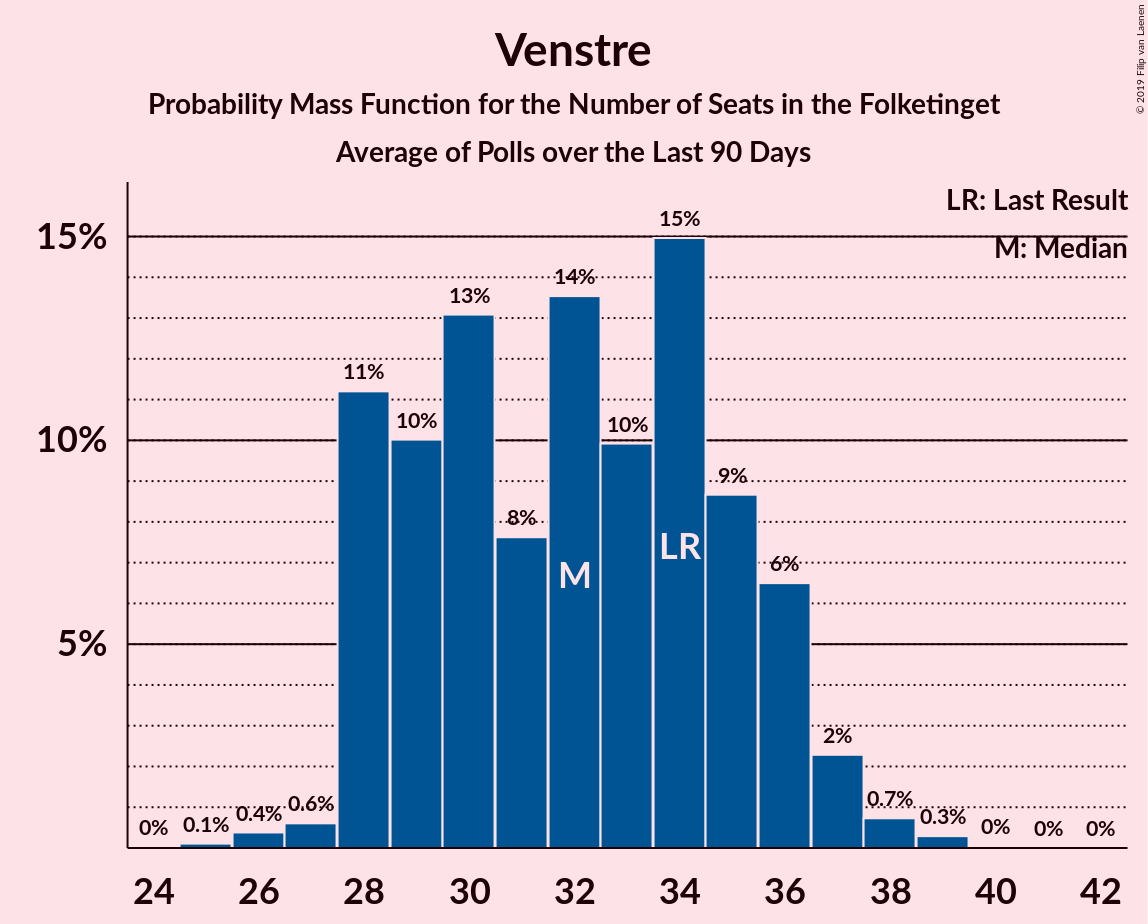 Venstre
Probability Mass Function for the Number of Seats in the Folketinget
Average of Polls over the Last 90 Days
© 2019 Filip van Laenen
LR: Last Result
M: Median
15%
10%
5%
0%
0.1%
0.4%
0.6%
11%
10%
13%
8%
14%
10%
15%
9%
6%
2%
0.7%
0.3%
0%
0%
0%
M
LR
24 26 28 30 32 34 36 38 40 42